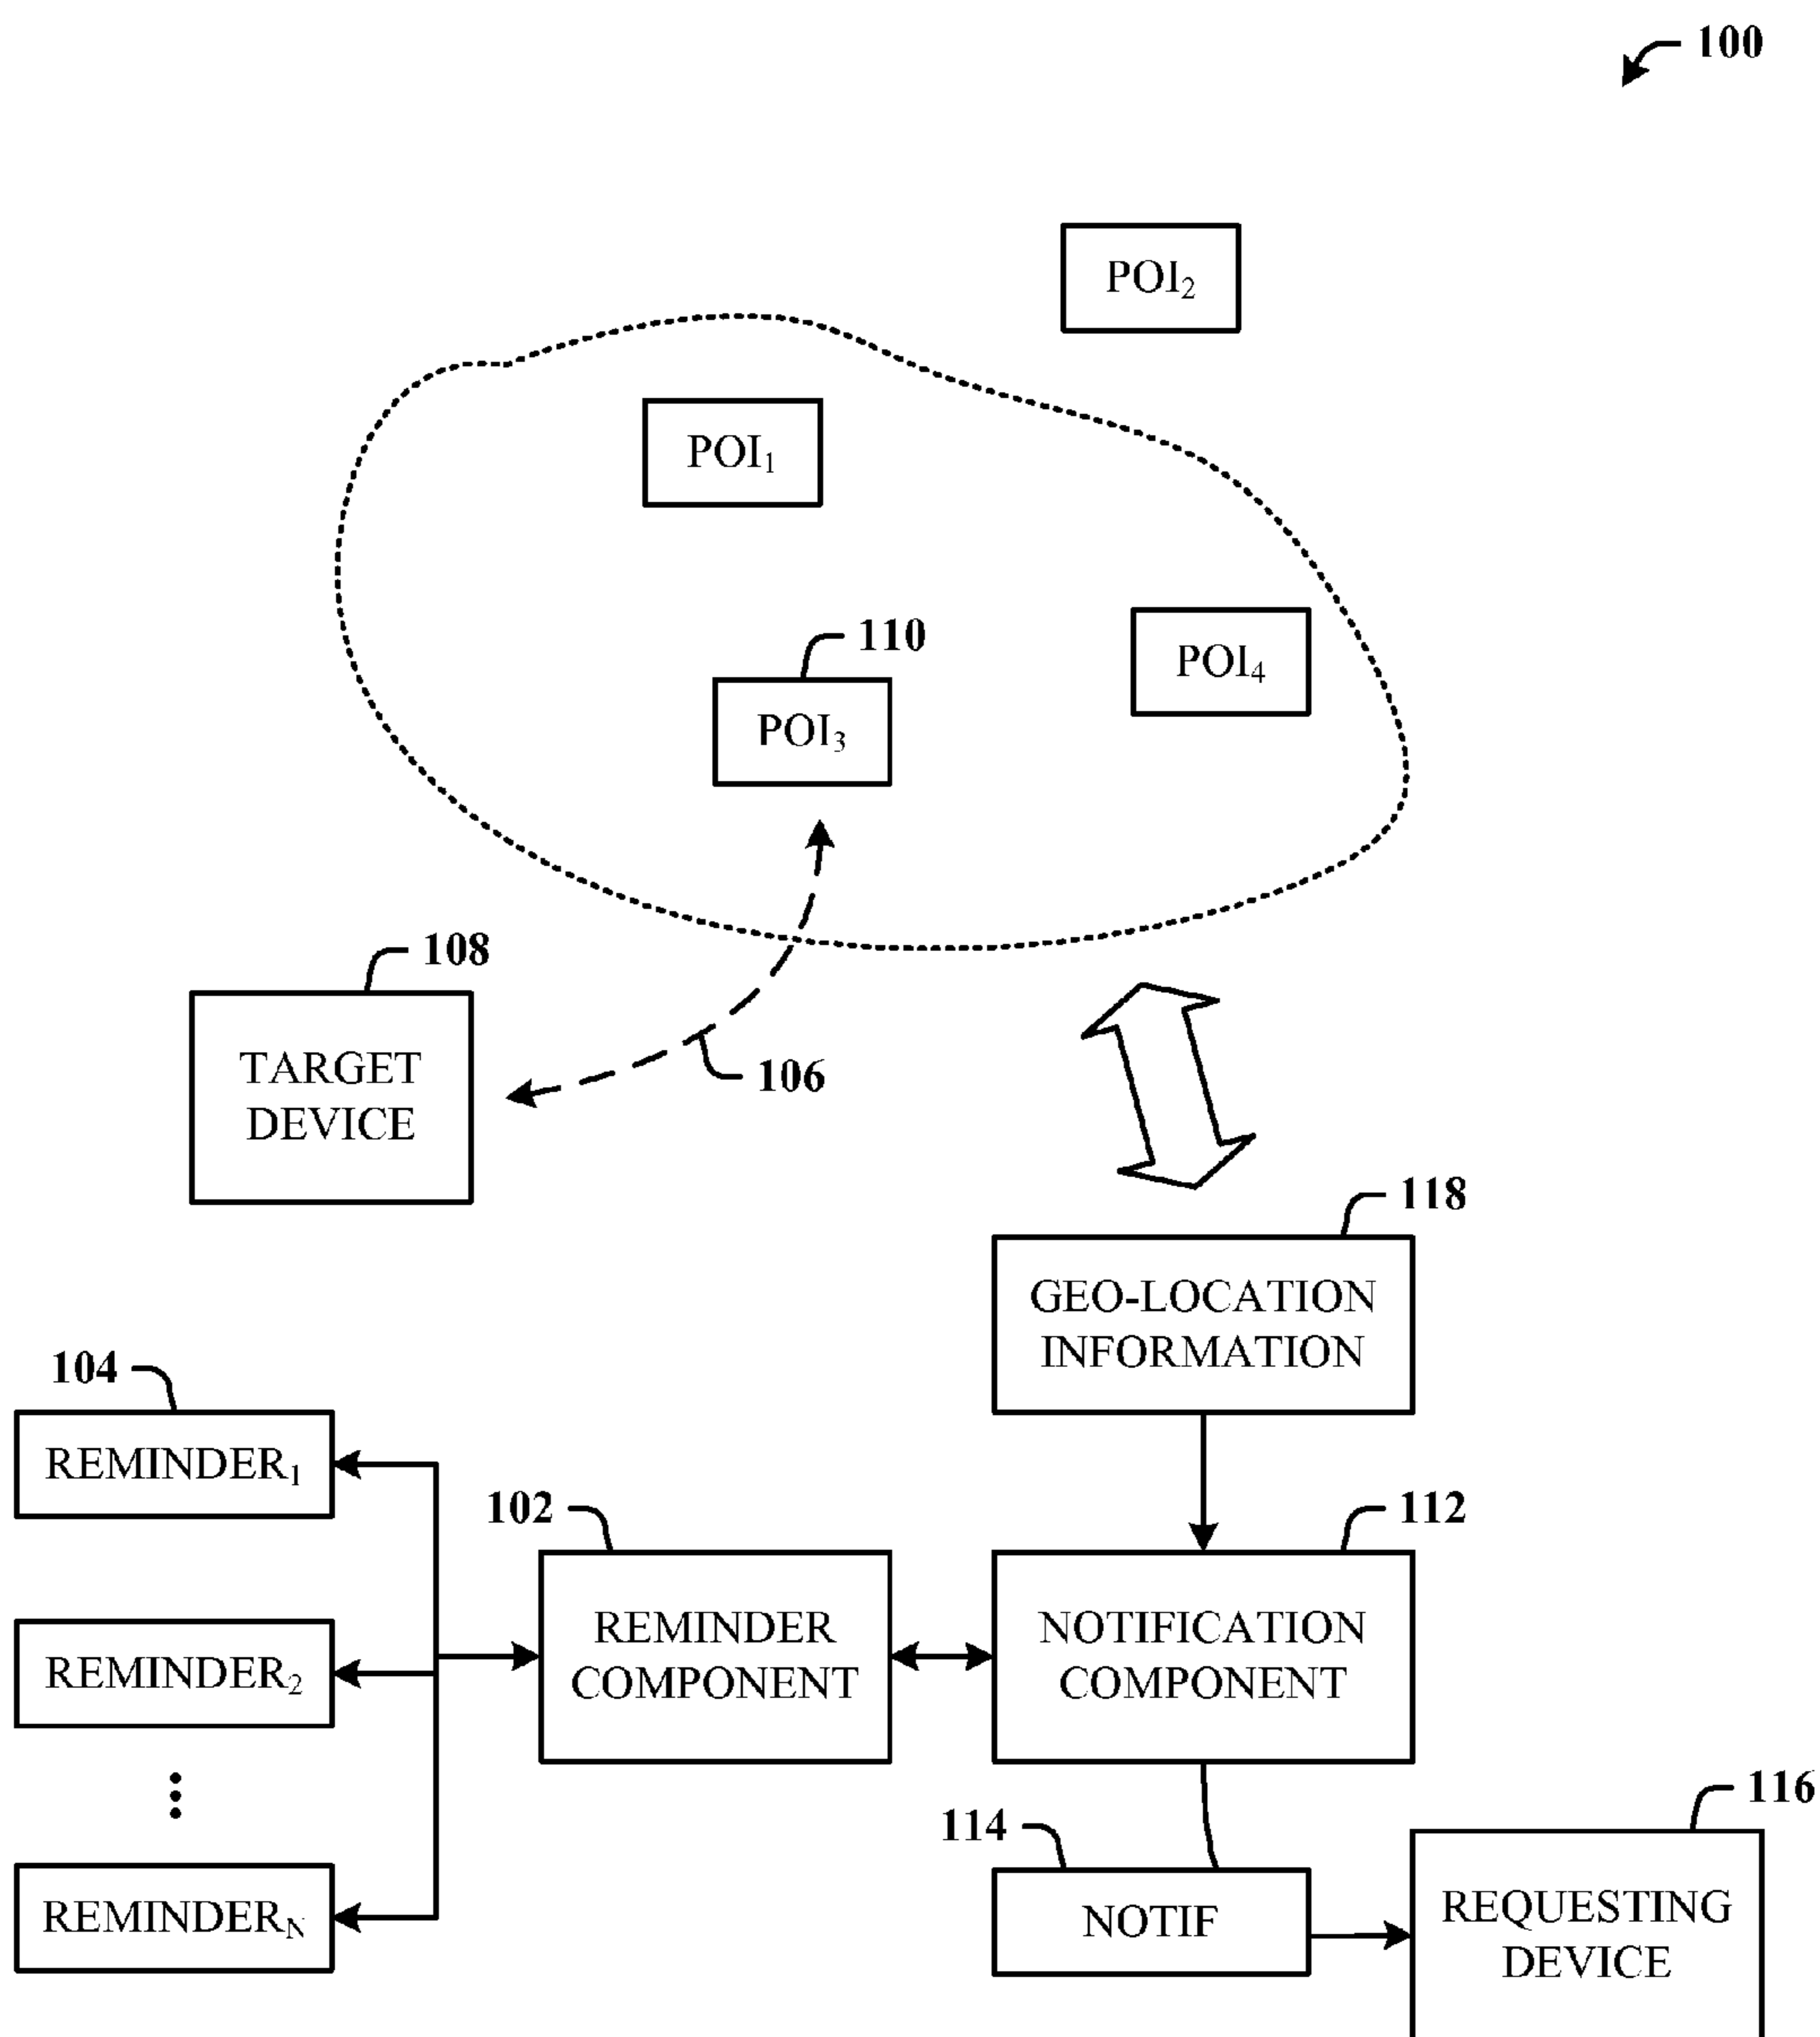 100
POI₂
POI₁
110
POI₄
POI₃
108
TARGET
DEVICE
106
118
GEO-LOCATION
INFORMATION
104
REMINDER₁
102
112
REMINDER
COMPONENT
NOTIFICATION
COMPONENT
REMINDER₂
116
114
REMINDER_N
NOTIF
REQUESTING
DEVICE